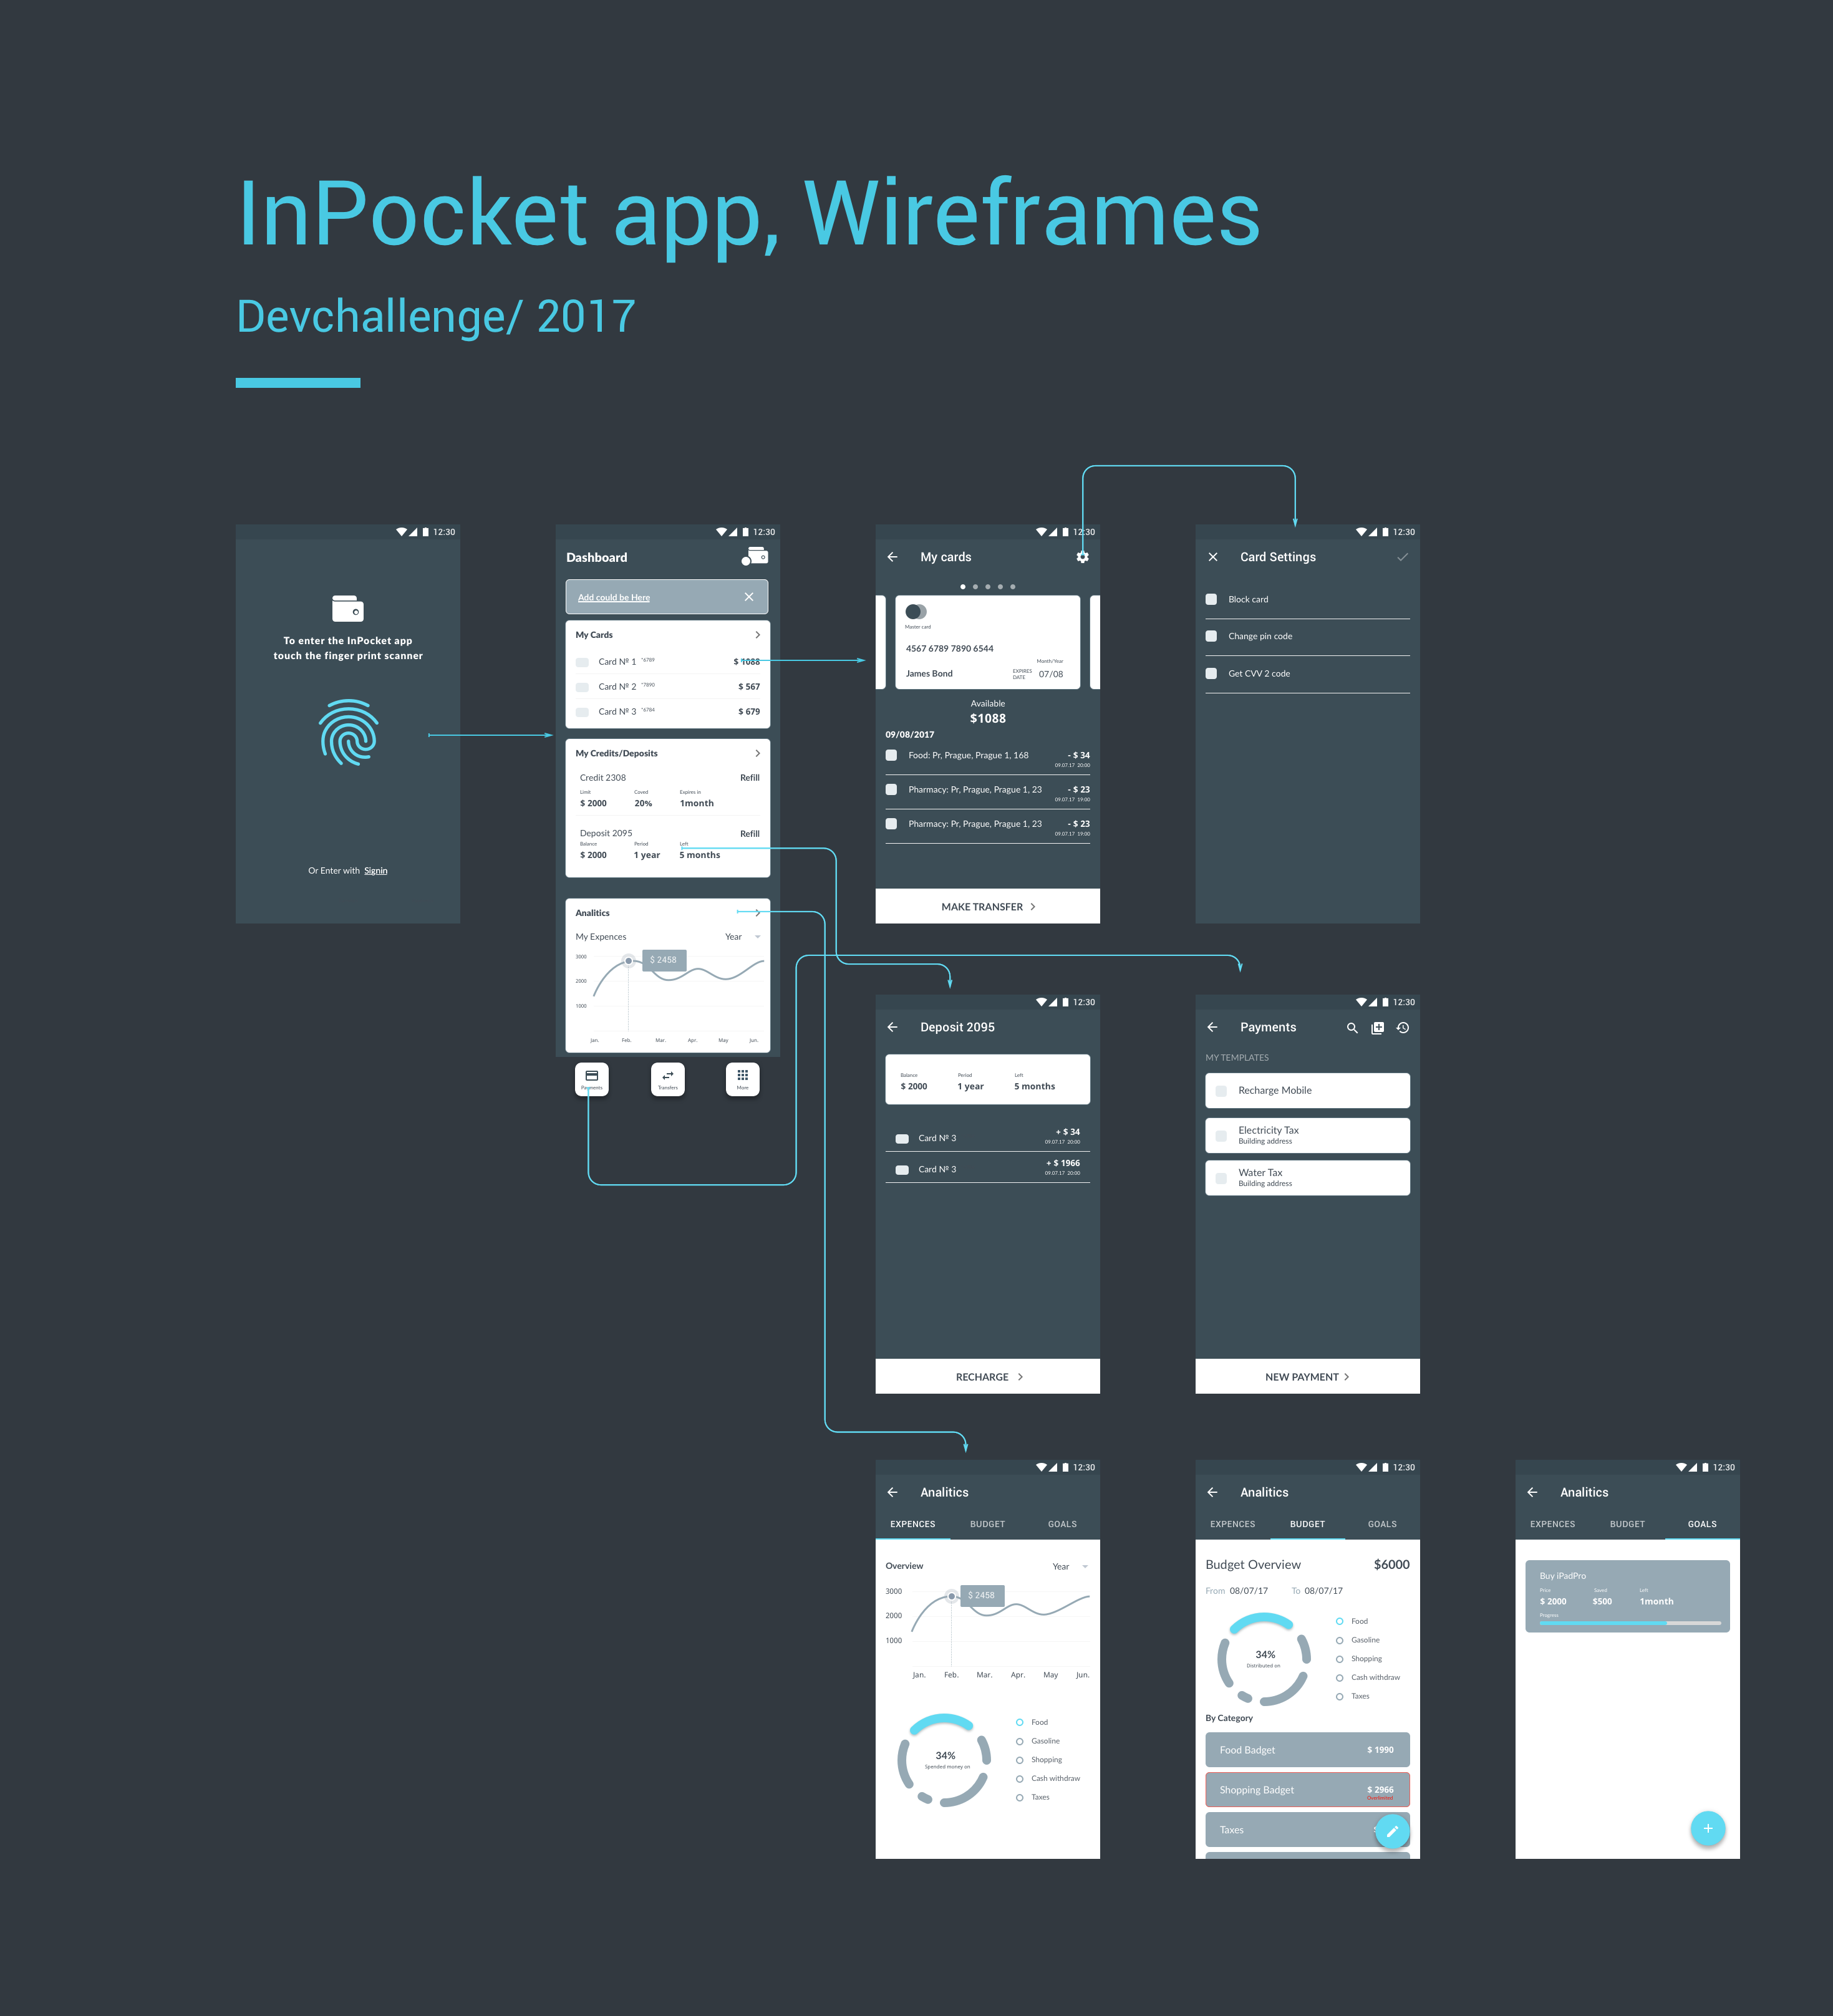 InPocket app, Wireframes
Devchallenge/ 2017
12:30
To enter the InPocket app
touch the finger print scanner
Or Enter with Signin
12:30
Dashboard
Add could be Here
My Cards
Card № 1 *6789 $ 1088
Card № 2 *7890 $ 567
Card № 3 *6784 $ 679
My Credits/Deposits
Credit 2308 Refill
Limit Coved Expires in
$ 2000 20% 1month
Deposit 2095 Refill
Balance Period Left
$ 2000 1 year 5 months
Analitics
My Expences Year
3000
$ 2458
2000
1000
Jan. Feb. Mar. Apr. May Jun.
Payments Transfers More
12:30
My cards
Master card
4567 6789 7890 6544
Month/Year
James Bond EXPIRES DATE 07/08
Available
$1088
09/08/2017
Food: Pr, Prague, Prague 1, 168 - $ 34
09.07.17 20:00
Pharmacy: Pr, Prague, Prague 1, 23 - $ 23
09.07.17 19:00
Pharmacy: Pr, Prague, Prague 1, 23 - $ 23
09.07.17 19:00
MAKE TRANSFER
12:30
Card Settings
Block card
Change pin code
Get CVV 2 code
12:30
Deposit 2095
Balance Period Left
$ 2000 1 year 5 months
Card № 3 + $ 34
09.07.17 20:00
Card № 3 + $ 1966
09.07.17 20:00
RECHARGE
12:30
Payments
MY TEMPLATES
Recharge Mobile
Electricity Tax
Building address
Water Tax
Building address
NEW PAYMENT
12:30
Analitics
EXPENCES BUDGET GOALS
Overview Year
3000
$ 2458
2000
1000
Jan. Feb. Mar. Apr. May Jun.
34%
Spended money on
Food
Gasoline
Shopping
Cash withdraw
Taxes
12:30
Analitics
EXPENCES BUDGET GOALS
Budget Overview $6000
From 08/07/17 To 08/07/17
34%
Distributed on
Food
Gasoline
Shopping
Cash withdraw
Taxes
By Category
Food Badget $ 1990
Shopping Badget $ 2966
Taxes
12:30
Analitics
EXPENCES BUDGET GOALS
Buy iPadPro
Price Saved Left
$ 2000 $500 1month
Progress